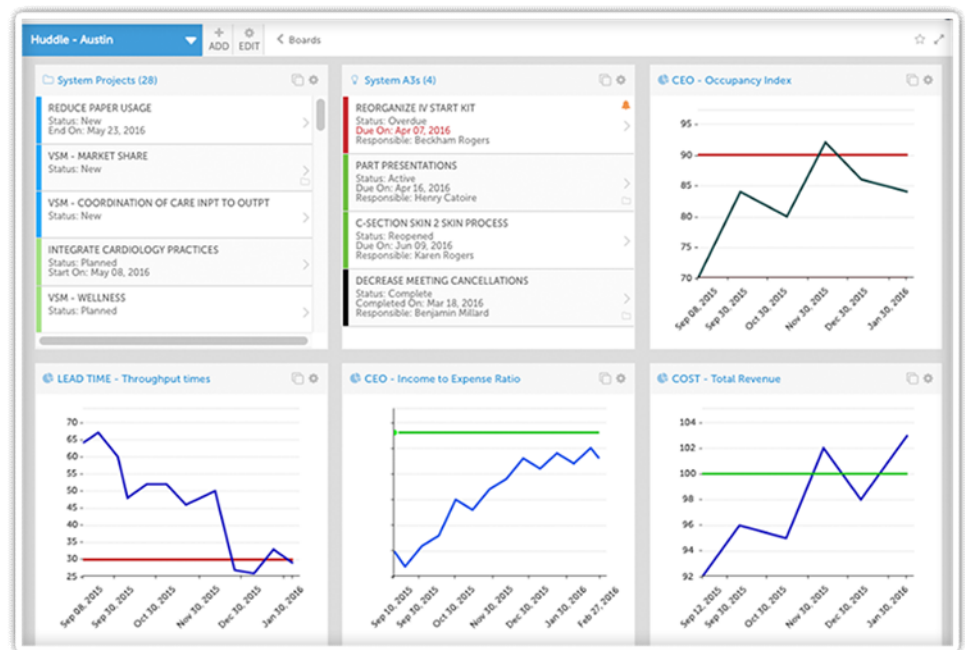 Huddle - Austin
ADD
EDIT
Boards
System Projects (28)
REDUCE PAPER USAGE
Status: New
End On: May 23, 2016
VSM - MARKET SHARE
Status: New
VSM - COORDINATION OF CARE INPT TO OUTPT
Status: New
INTEGRATE CARDIOLOGY PRACTICES
Status: Planned
Start On: May 08, 2016
VSM - WELLNESS
Status: Planned
System A3s (4)
REORGANIZE IV START KIT
Status: Overdue
Due On: Apr 07, 2016
Responsible: Beckham Rogers
PART PRESENTATIONS
Status: Active
Due On: Apr 16, 2016
Responsible: Henry Catoire
C-SECTION SKIN 2 SKIN PROCESS
Status: Reopened
Due On: Jun 09, 2016
Responsible: Karen Rogers
DECREASE MEETING CANCELLATIONS
Status: Complete
Completed On: Mar 18, 2016
Responsible: Benjamin Millard
CEO - Occupancy Index
95
90
85
80
75
70
Sep 08, 2015
Sep 30, 2015
Oct 30, 2015
Nov 30, 2015
Dec 30, 2015
Jan 30, 2016
LEAD TIME - Throughput times
70
65
60
55
50
45
40
35
30
25
Sep 08, 2015
Sep 30, 2015
Oct 30, 2015
Nov 30, 2015
Dec 30, 2015
Jan 30, 2016
CEO - Income to Expense Ratio
Sep 10, 2015
Sep 30, 2015
Oct 30, 2015
Nov 30, 2015
Dec 30, 2015
Jan 30, 2016
Feb 27, 2016
COST - Total Revenue
104
102
100
98
96
94
92
Sep 12, 2015
Sep 30, 2015
Oct 30, 2015
Nov 30, 2015
Dec 30, 2015
Jan 30, 2016